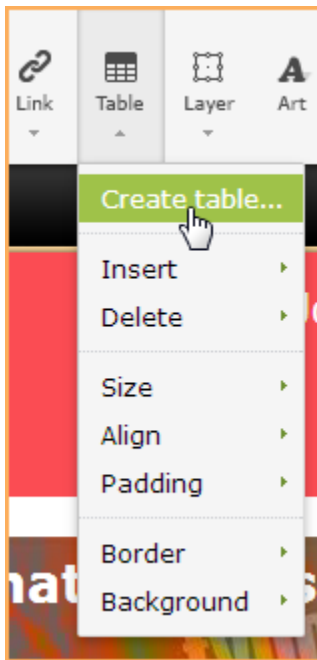 Link Table Layer Art
Create table...
Insert
Delete
Size
Align
Padding
Border
Background